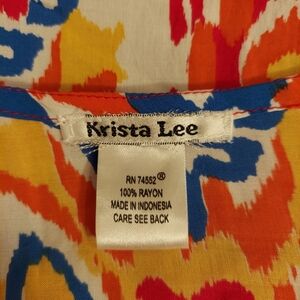 Krista Lee
RN 74552®
100% RAYON
MADE IN INDONESIA
CARE SEE BACK